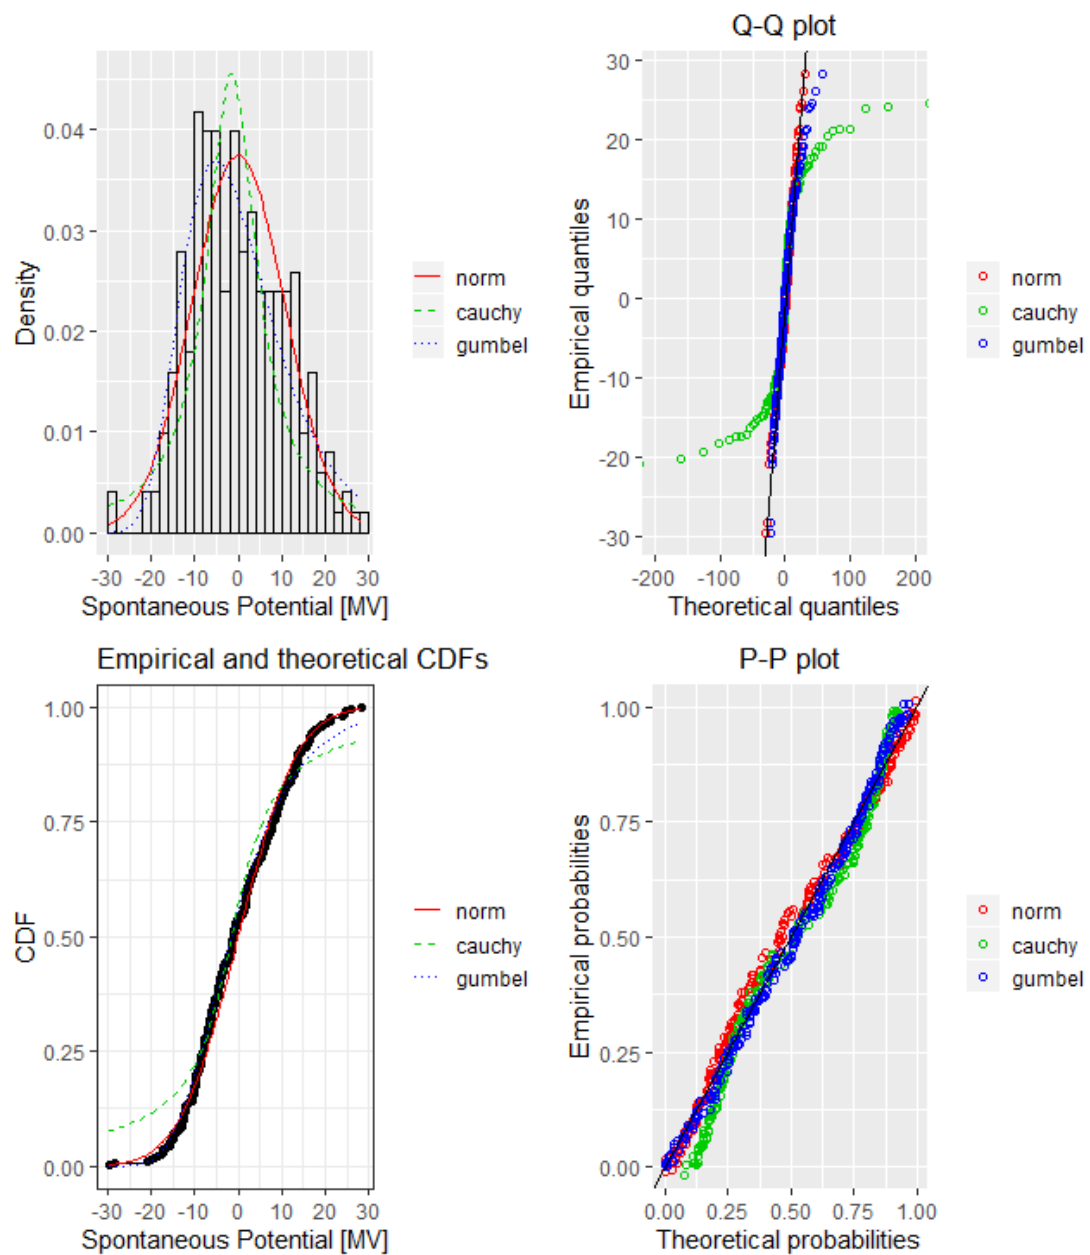 Density
0.04
0.03
0.02
0.01
0.00
-30 -20 -10 0 10 20 30
Spontaneous Potential [MV]
norm
cauchy
gumbel
Q-Q plot
Empirical quantiles
30
20
10
0
-10
-20
-30
-200 -100 0 100 200
Theoretical quantiles
norm
cauchy
gumbel
Empirical and theoretical CDFs
CDF
1.00
0.75
0.50
0.25
0.00
-30 -20 -10 0 10 20 30
Spontaneous Potential [MV]
norm
cauchy
gumbel
P-P plot
Empirical probabilities
1.00
0.75
0.50
0.25
0.00
0.00 0.25 0.50 0.75 1.00
Theoretical probabilities
norm
cauchy
gumbel